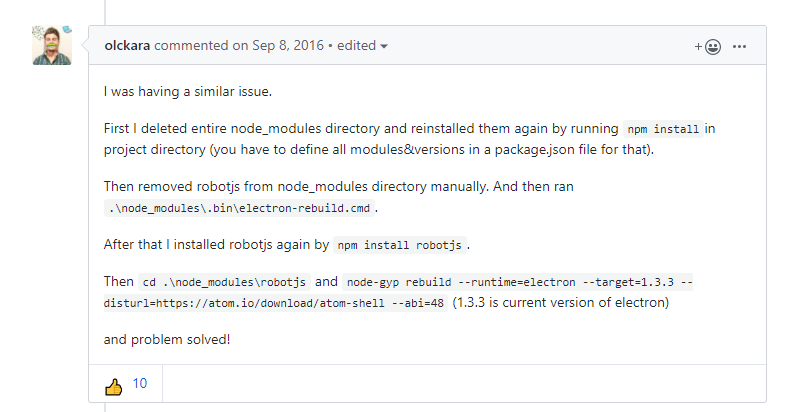 olckara commented on Sep 8, 2016 • edited
I was having a similar issue.
First I deleted entire node_modules directory and reinstalled them again by running npm install in
project directory (you have to define all modules&versions in a package.json file for that).
Then removed robotjs from node_modules directory manually. And then ran
.\node_modules\.bin\electron-rebuild.cmd .
After that I installed robotjs again by npm install robotjs .
Then cd .\node_modules\robotjs and node-gyp rebuild --runtime=electron --target=1.3.3 --
disturl=https://atom.io/download/atom-shell --abi=48 (1.3.3 is current version of electron)
and problem solved!
10